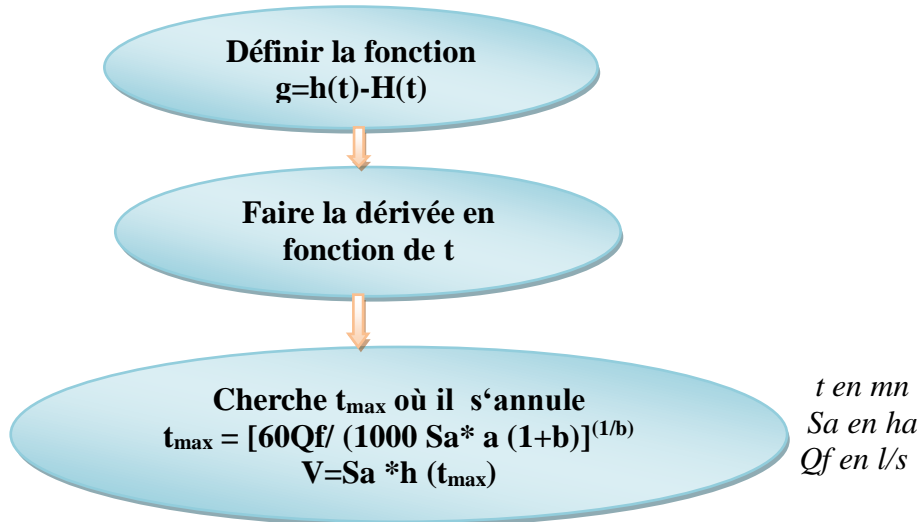 Définir la fonction
g=h(t)-H(t)
Faire la dérivée en
fonction de t
Cherche tmax où il s‘annule
tmax = [60Qf/ (1000 Sa* a (1+b)](1/b)
V=Sa *h (tmax)
t en mn
Sa en ha
Qf en l/s